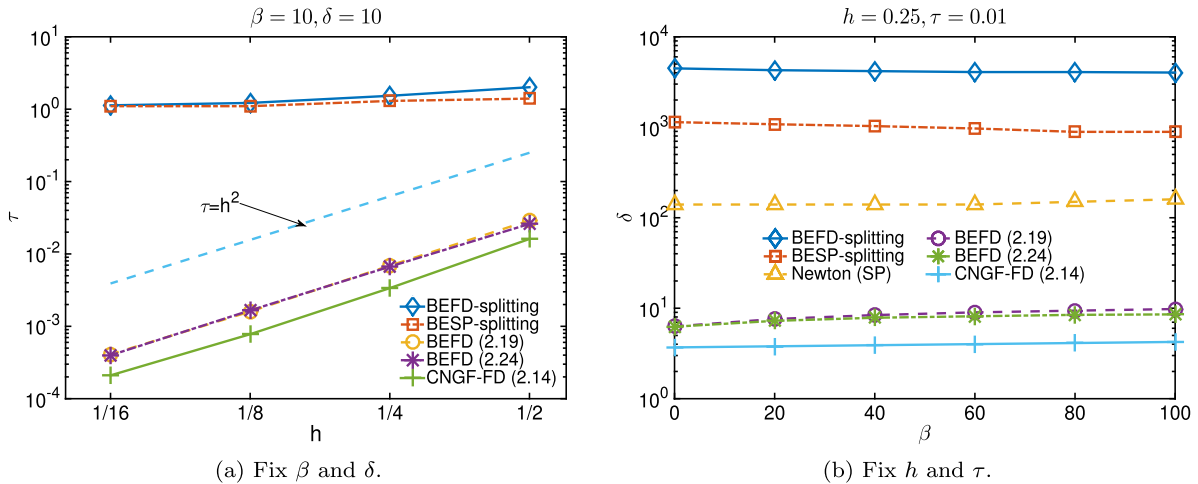 β = 10, δ = 10
10^1
10^0
10^-1
10^-2
10^-3
10^-4
τ
τ=h^2
BEFD-splitting
BESP-splitting
BEFD (2.19)
BEFD (2.24)
CNGF-FD (2.14)
1/16 1/8 1/4 1/2
h
(a) Fix β and δ.
h = 0.25, τ = 0.01
10^4
10^3
10^2
10^1
10^0
δ
BEFD-splitting
BESP-splitting
Newton (SP)
BEFD (2.19)
BEFD (2.24)
CNGF-FD (2.14)
0 20 40 60 80 100
β
(b) Fix h and τ.